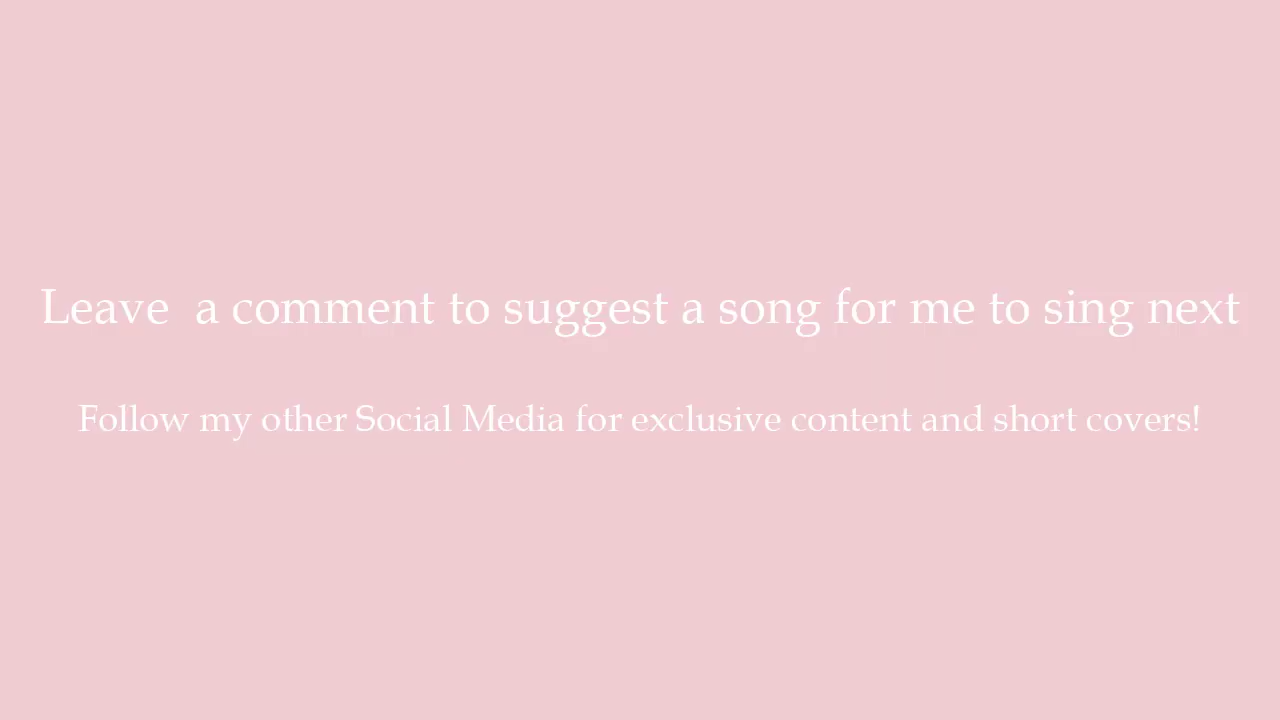 Leave  a comment to suggest a song for me to sing next
Follow my other Social Media for exclusive content and short covers!